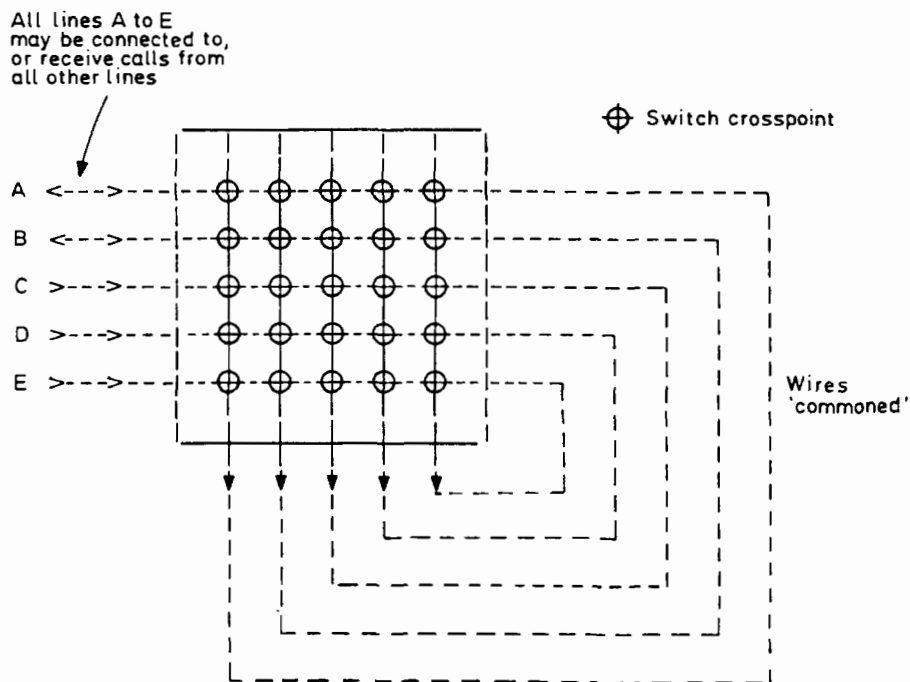 All lines A to E
may be connected to,
or receive calls from
all other lines
Switch crosspoint
A
B
C
D
E
Wires
'commoned'